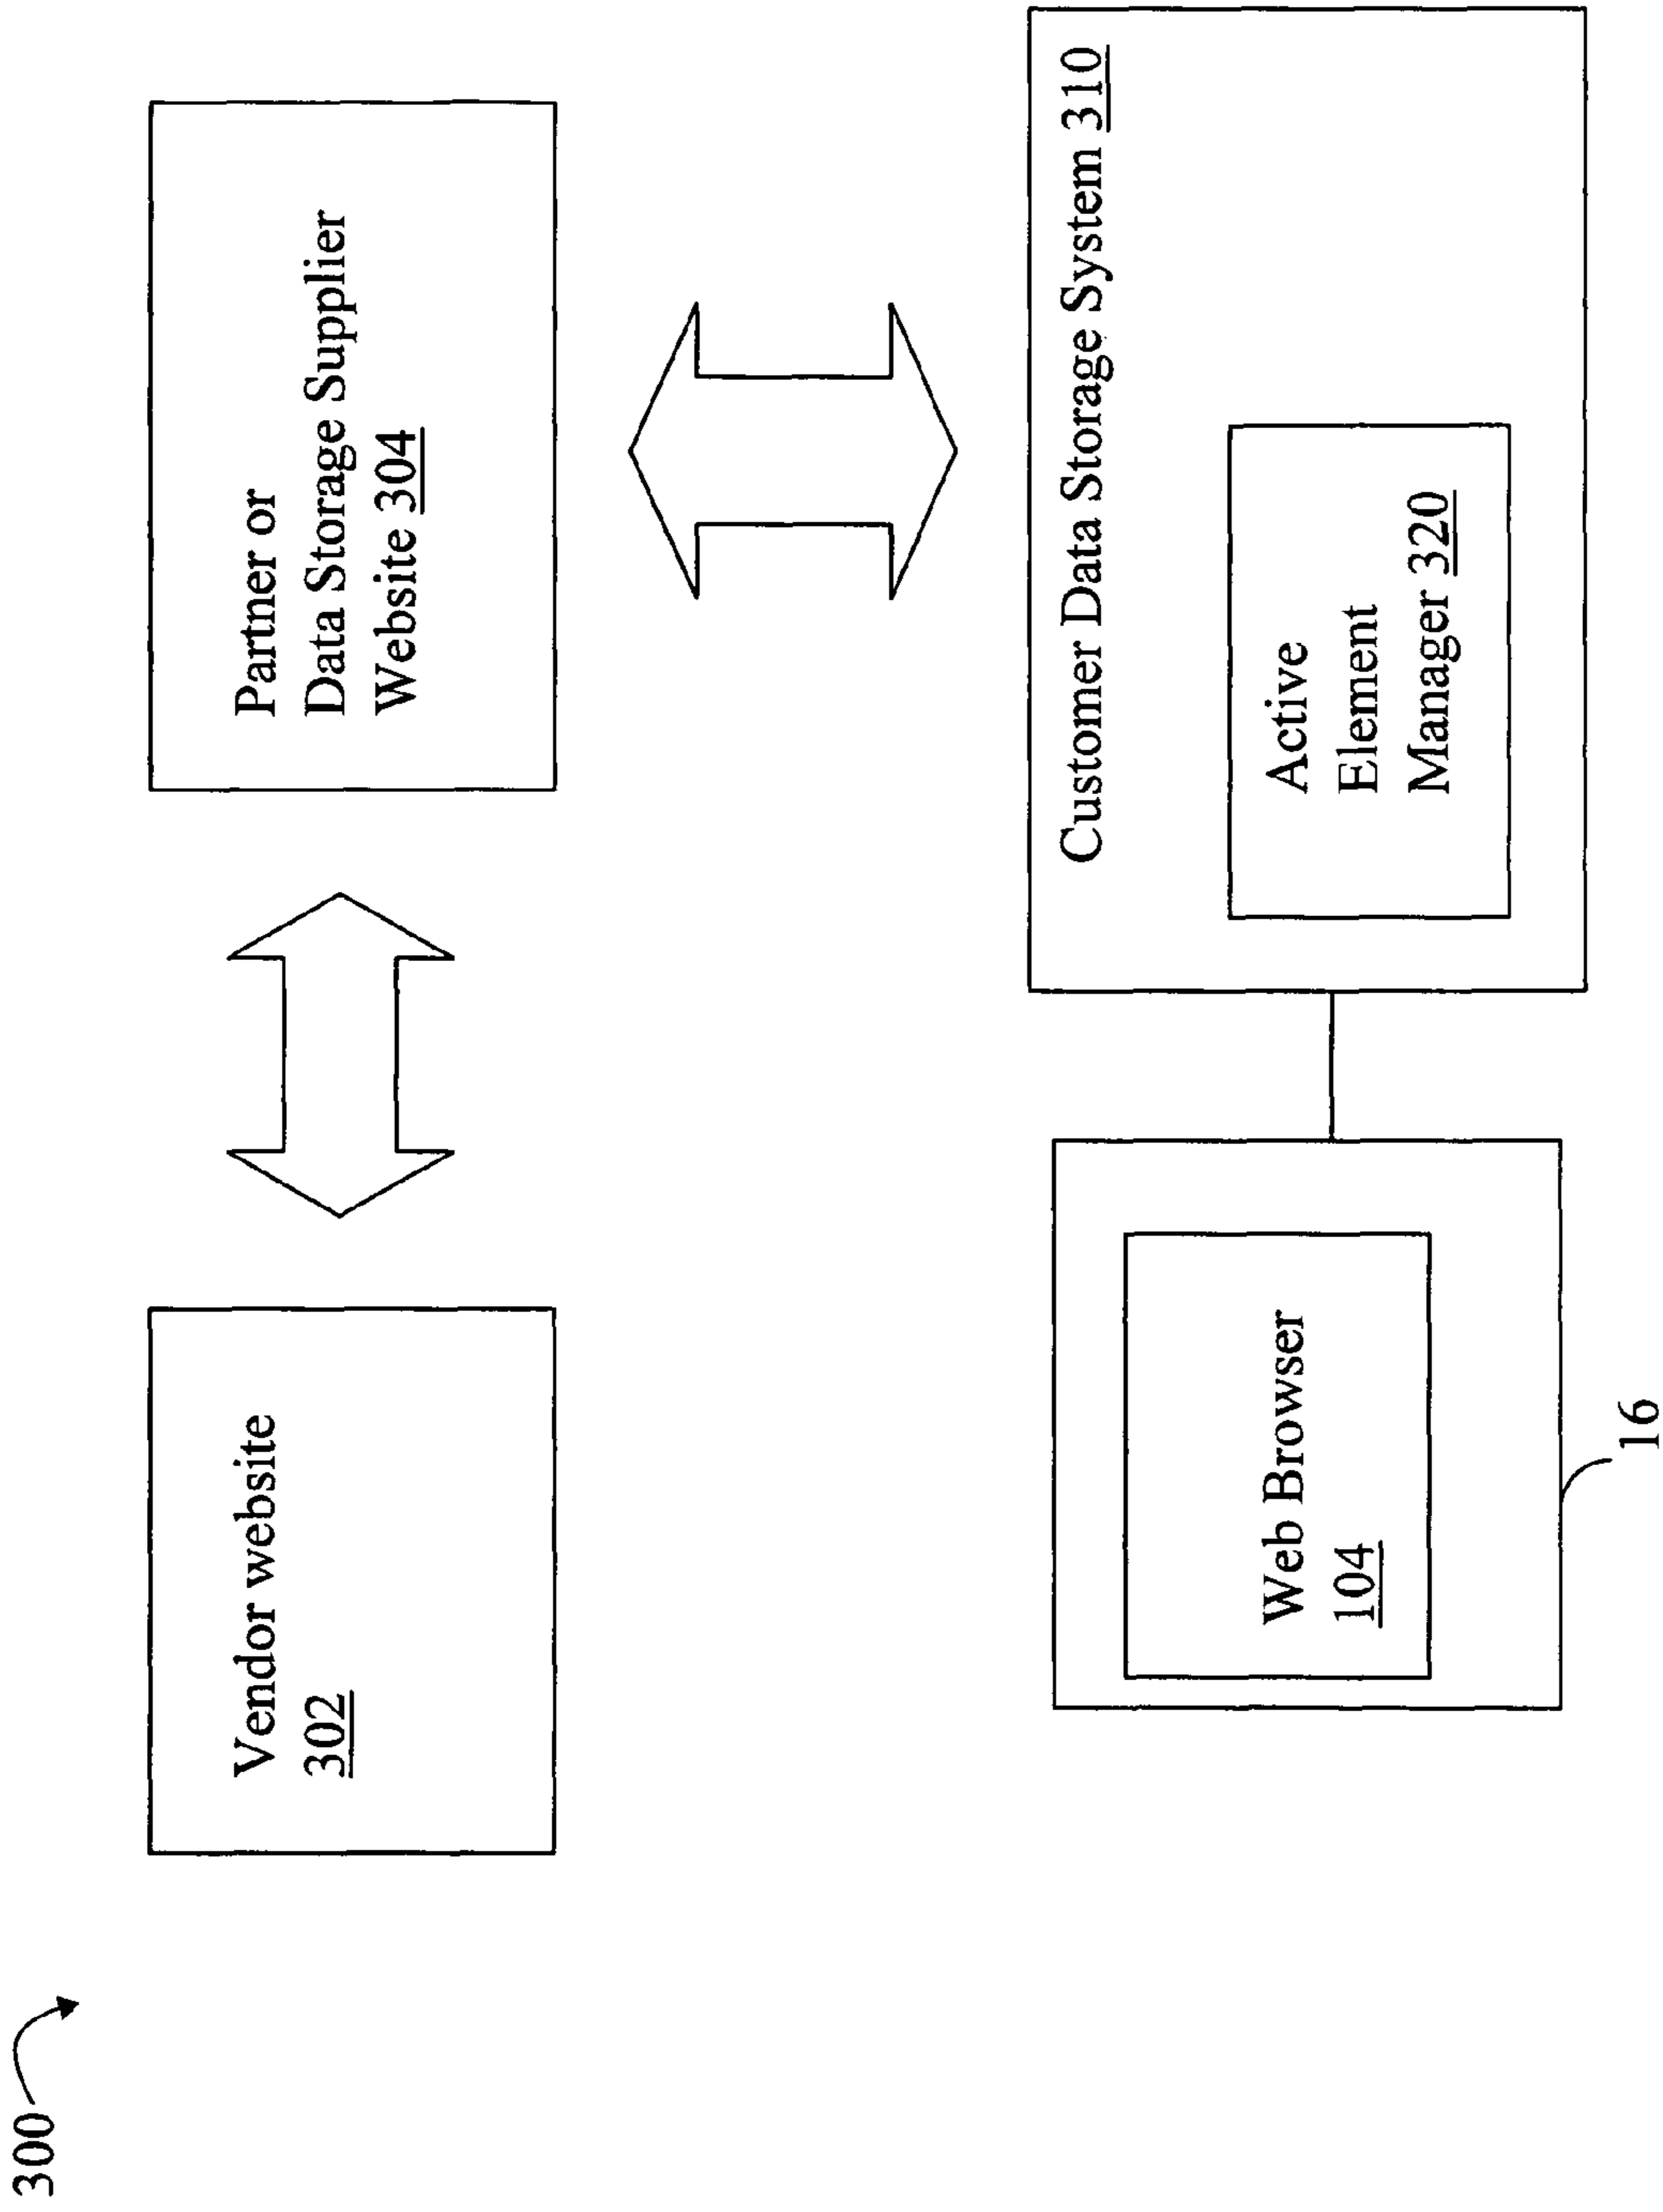 300
Vendor website
302
Partner or
Data Storage Supplier
Website 304
Web Browser
104
16
Customer Data Storage System 310
Active
Element
Manager 320